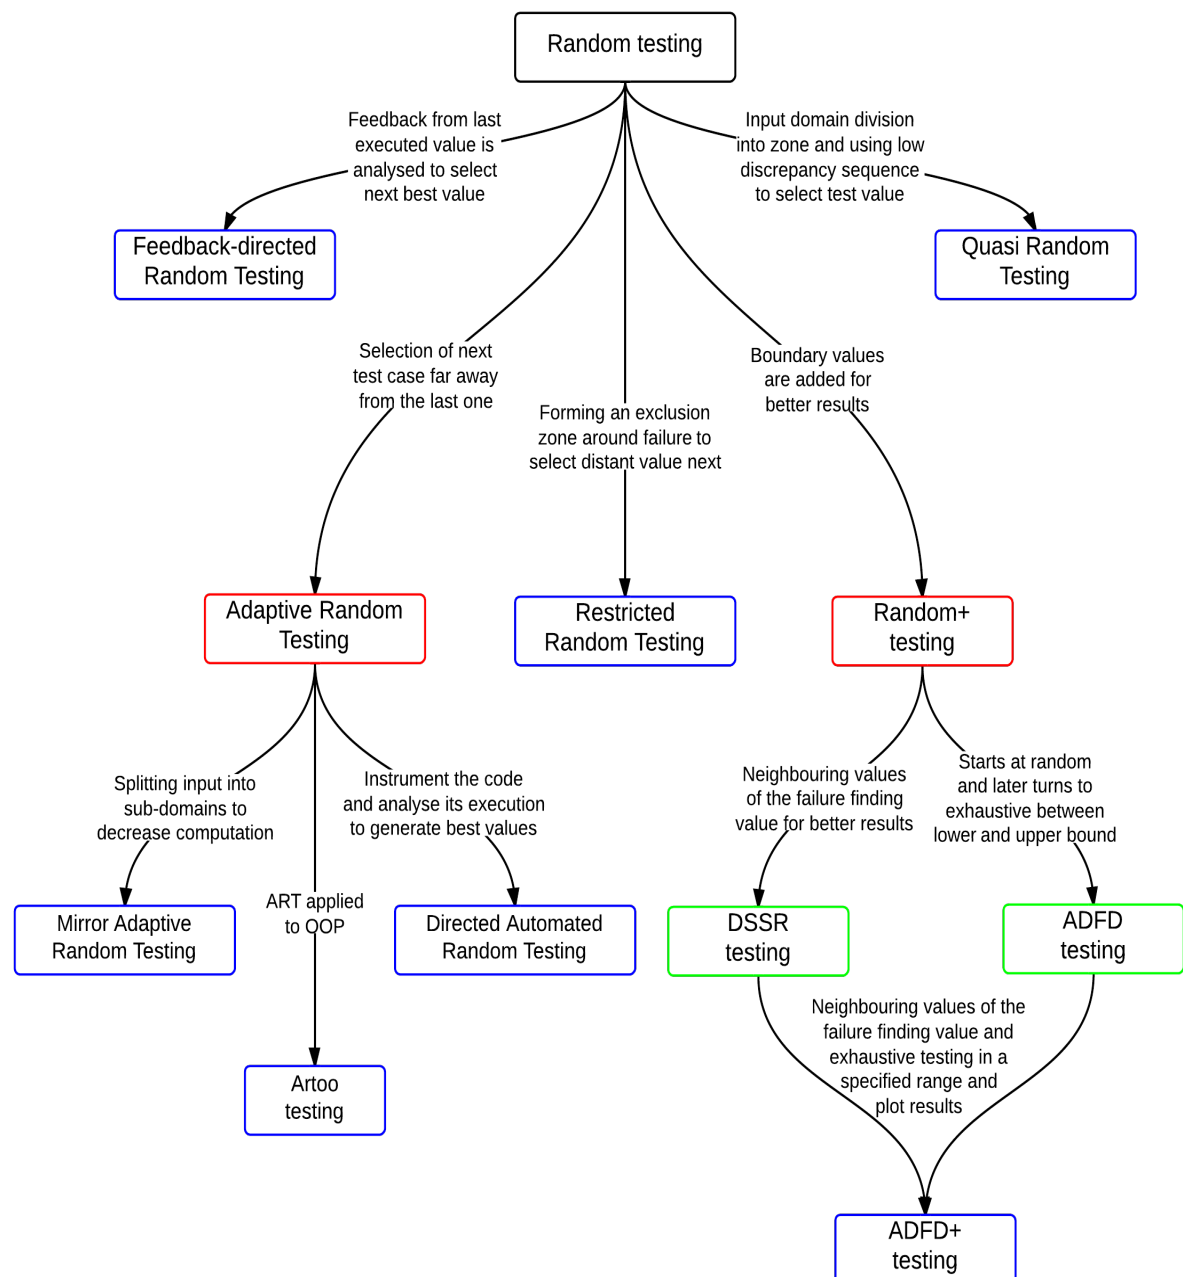 Random testing
Feedback from last
executed value is
analysed to select
next best value
Input domain division
into zone and using low
discrepancy sequence
to select test value
Feedback-directed
Random Testing
Quasi Random
Testing
Selection of next
test case far away
from the last one
Forming an exclusion
zone around failure to
select distant value next
Boundary values
are added for
better results
Adaptive Random
Testing
Restricted
Random Testing
Random+
testing
Splitting input into
sub-domains to
decrease computation
Instrument the code
and analyse its execution
to generate best values
Neighbouring values
of the failure finding
value for better results
Starts at random
and later turns to
exhaustive between
lower and upper bound
Mirror Adaptive
Random Testing
ART applied
to OOP
Directed Automated
Random Testing
DSSR
testing
ADFD
testing
Neighbouring values of the
failure finding value and
exhaustive testing in a
specified range and
plot results
Artoo
testing
ADFD+
testing